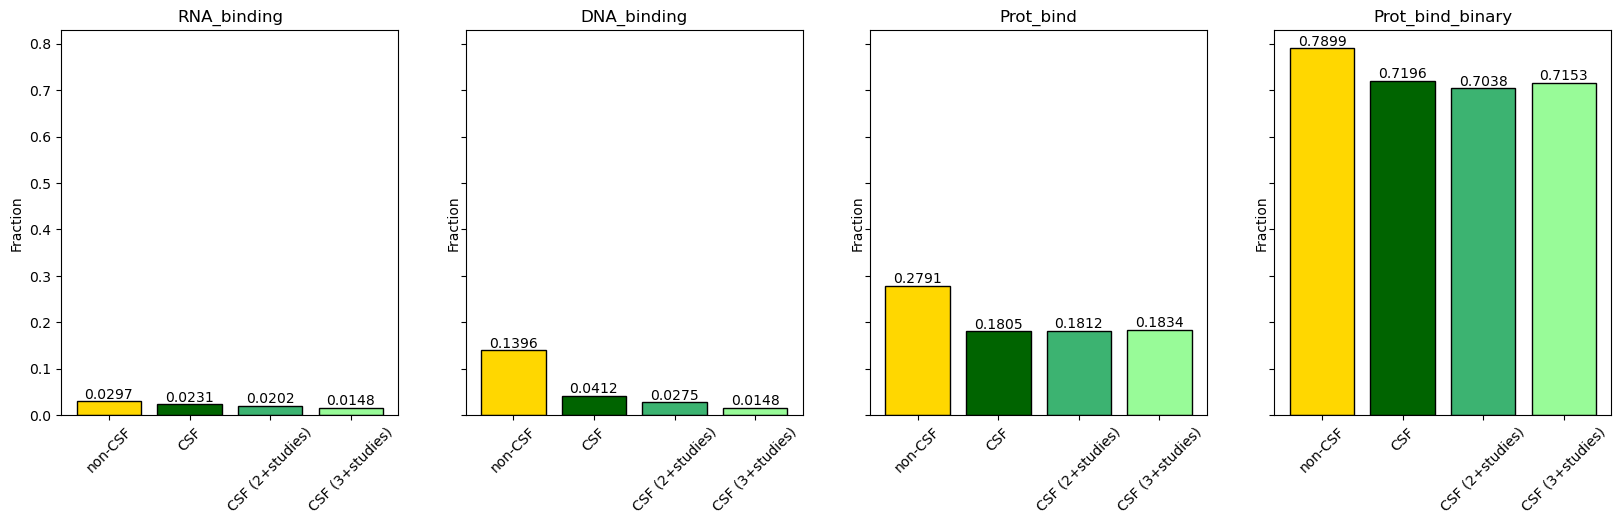 RNA_binding
Fraction
0.8
0.7
0.6
0.5
0.4
0.3
0.2
0.1
0.0
0.0297
0.0231
0.0202
0.0148
non-CSF
CSF
CSF (2+studies)
CSF (3+studies)
DNA_binding
Fraction
0.1396
0.0412
0.0275
0.0148
non-CSF
CSF
CSF (2+studies)
CSF (3+studies)
Prot_bind
Fraction
0.2791
0.1805
0.1812
0.1834
non-CSF
CSF
CSF (2+studies)
CSF (3+studies)
Prot_bind_binary
Fraction
0.7899
0.7196
0.7038
0.7153
non-CSF
CSF
CSF (2+studies)
CSF (3+studies)